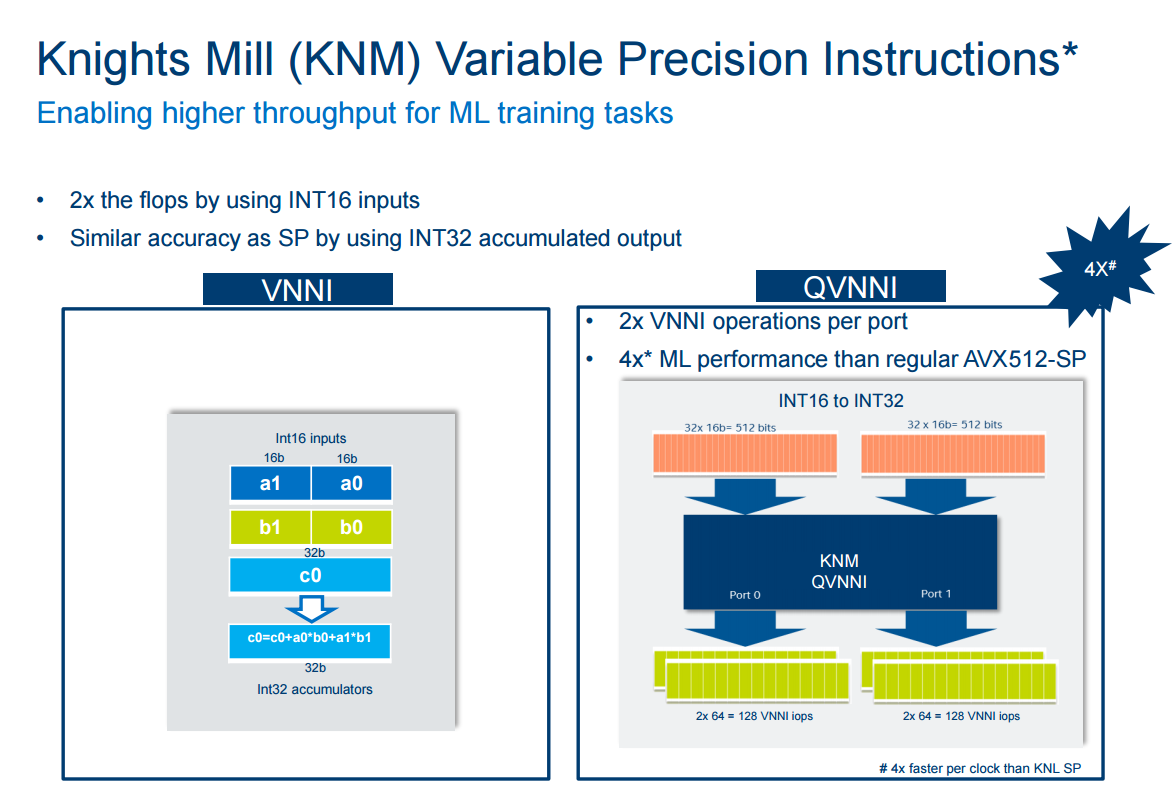 Knights Mill (KNM) Variable Precision Instructions*
Enabling higher throughput for ML training tasks
• 2x the flops by using INT16 inputs
• Similar accuracy as SP by using INT32 accumulated output
4X#
VNNI
Int16 inputs
16b 16b
a1 a0
b1 b0
32b
c0
c0=c0+a0*b0+a1*b1
32b
Int32 accumulators
QVNNI
• 2x VNNI operations per port
• 4x* ML performance than regular AVX512-SP
INT16 to INT32
32x 16b= 512 bits 32 x 16b= 512 bits
KNM
QVNNI
Port 0 Port 1
2x 64 = 128 VNNI iops 2x 64 = 128 VNNI iops
# 4x faster per clock than KNL SP